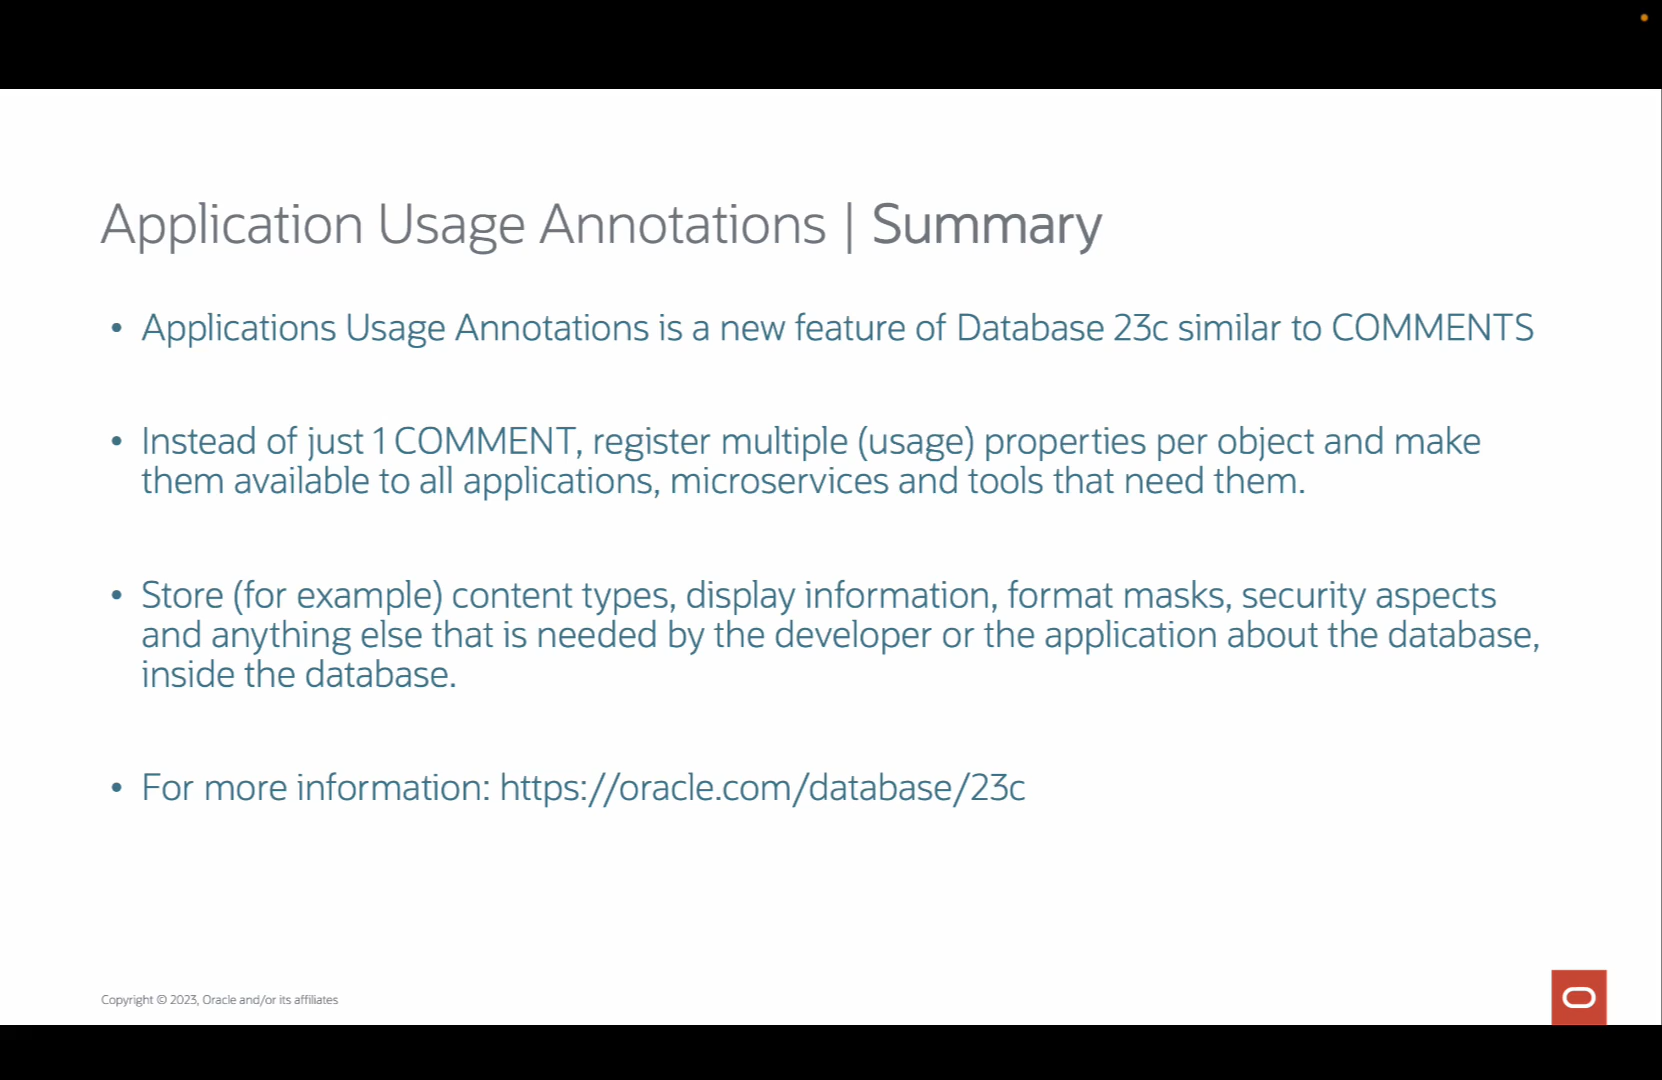 Application Usage Annotations | Summary
• Applications Usage Annotations is a new feature of Database 23c similar to COMMENTS
• Instead of just 1 COMMENT, register multiple (usage) properties per object and make
them available to all applications, microservices and tools that need them.
• Store (for example) content types, display information, format masks, security aspects
and anything else that is needed by the developer or the application about the database,
inside the database.
• For more information: https://oracle.com/database/23c
Copyright © 2023, Oracle and/or its affiliates